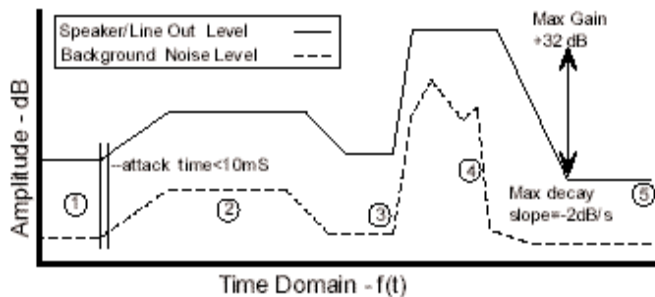 Speaker/Line Out Level
Background Noise Level
Max Gain
+32 dB
Amplitude - dB
--attack time<10mS
1
2
3
4
5
Max decay
slope=-2dB/s
Time Domain - f(t)